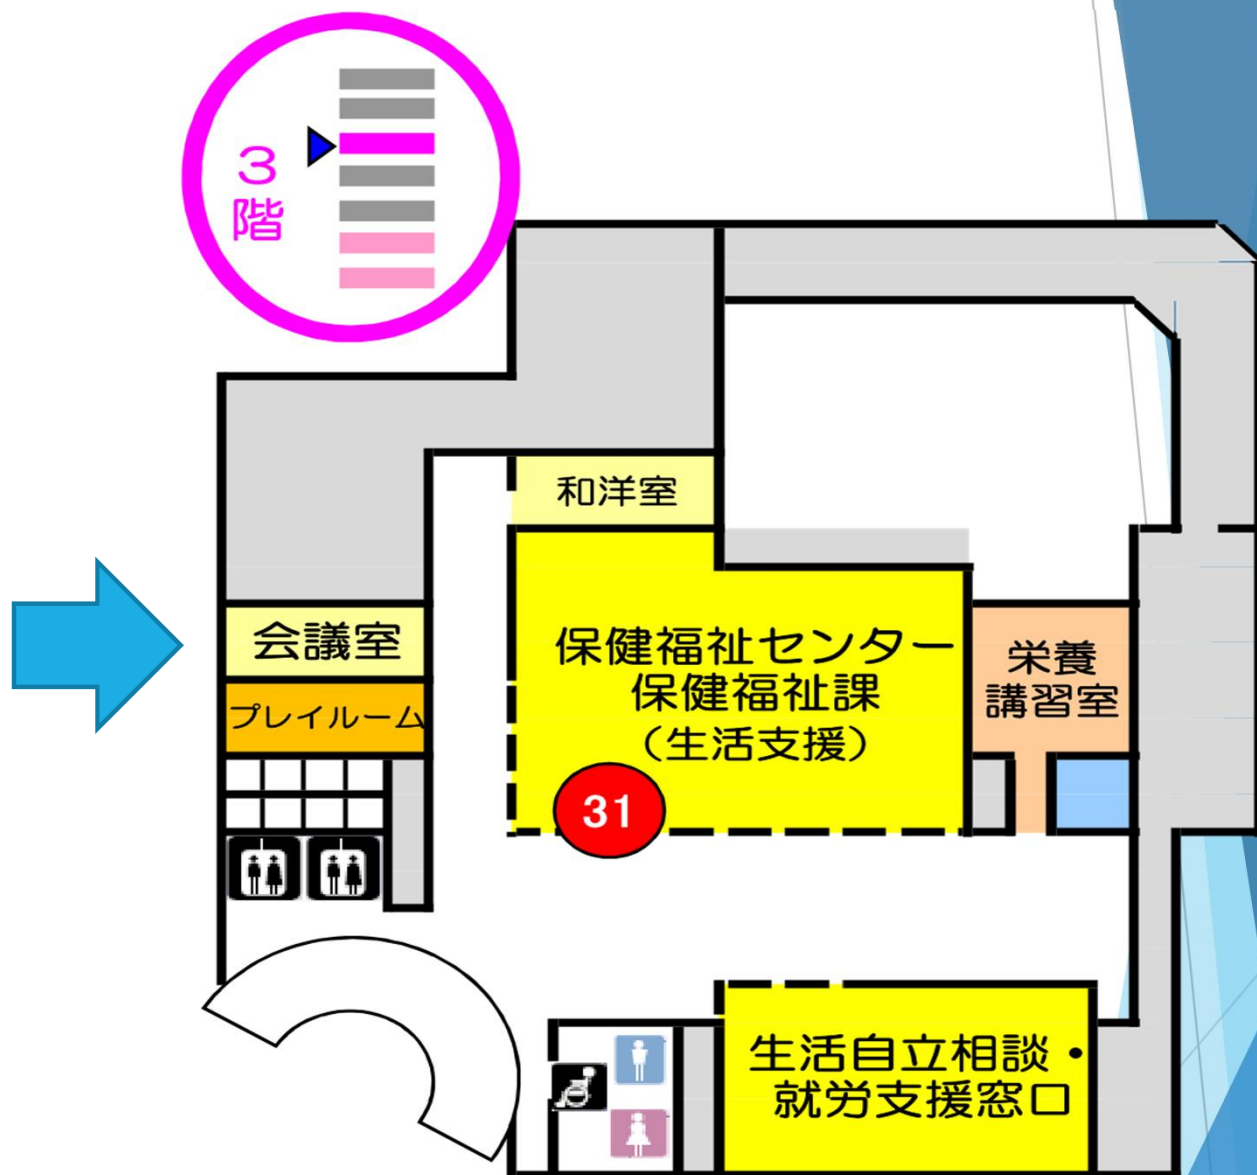 3
階
和洋室
会議室
プレイルーム
保健福祉センター
保健福祉課
(生活支援)
栄養
講習室
31
生活自立相談・
就労支援窓口